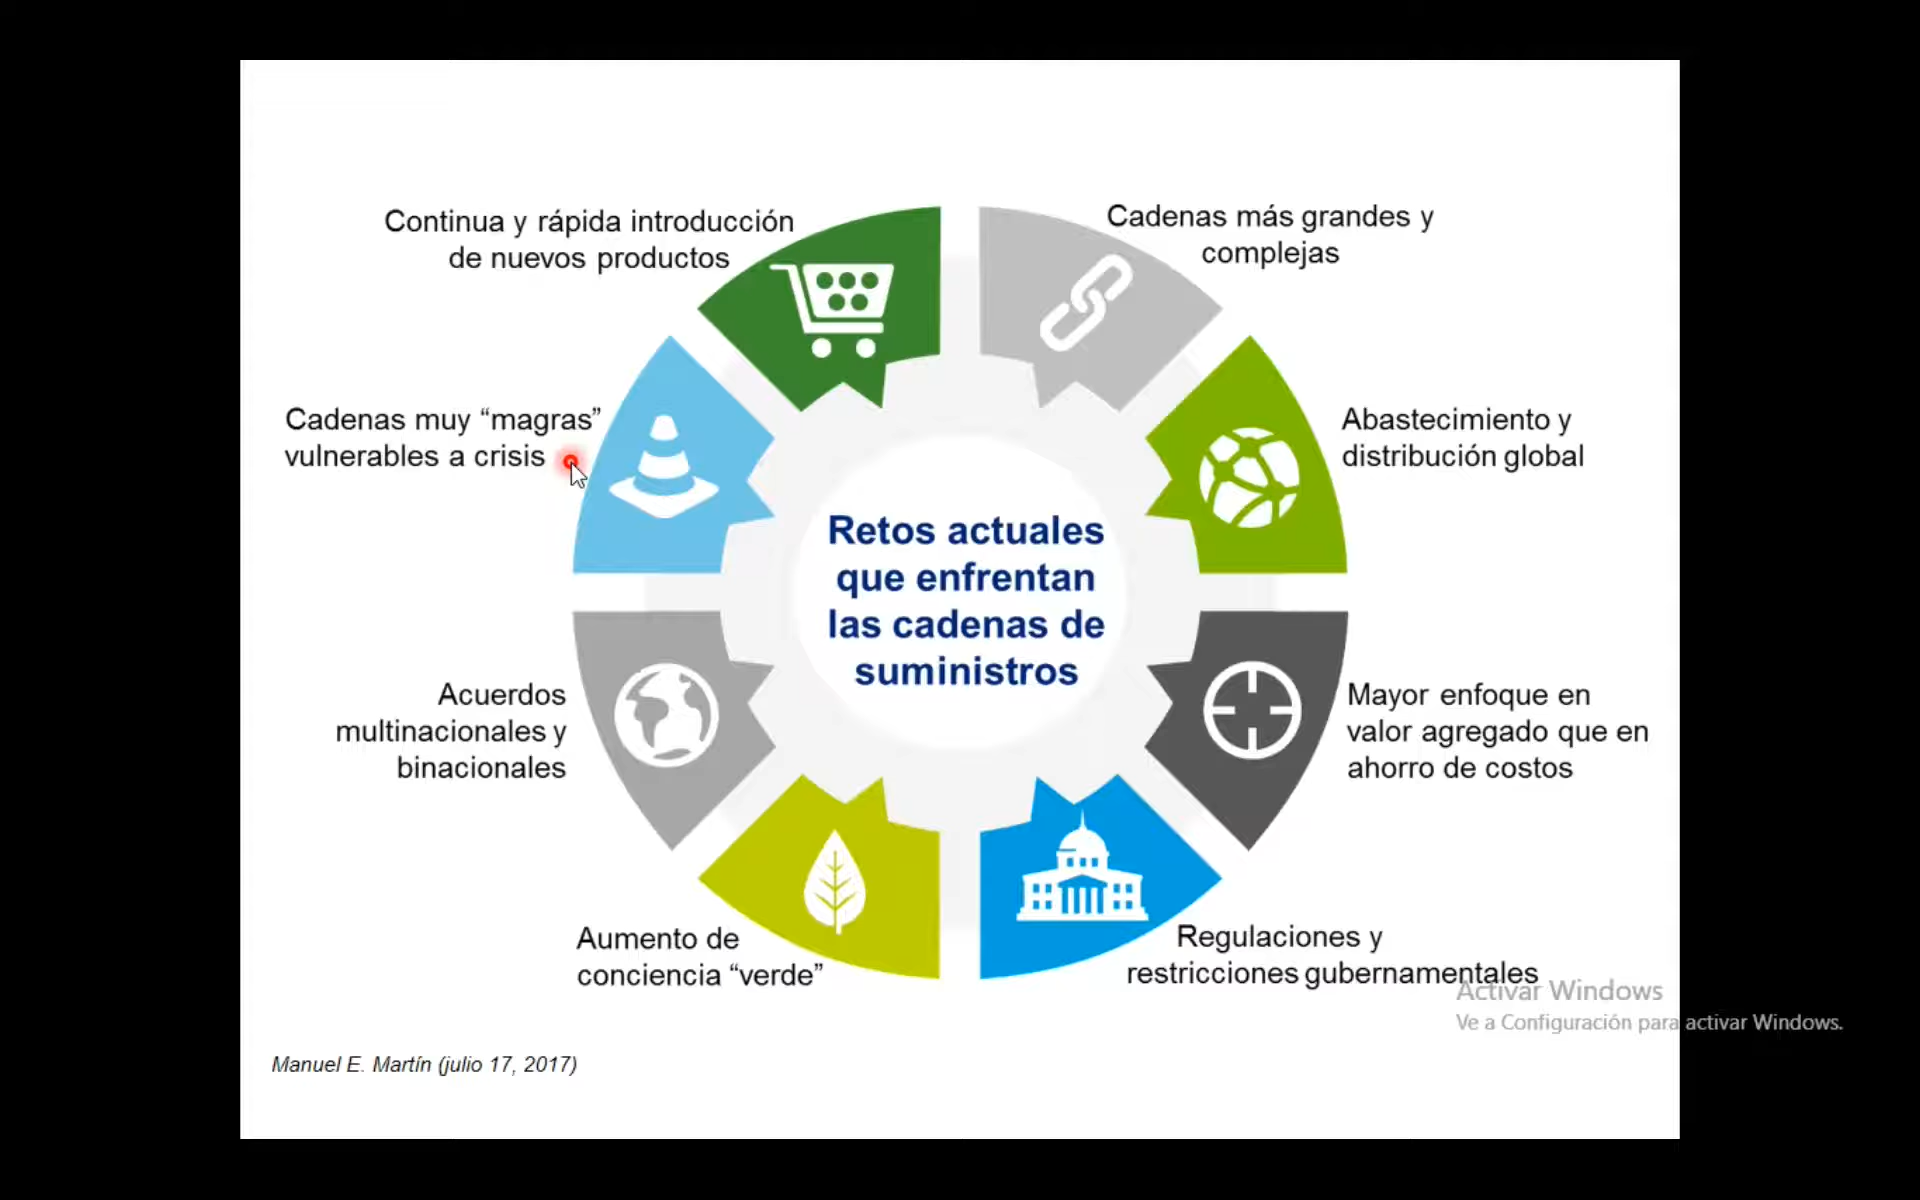 Continua y rápida introducción
de nuevos productos
Cadenas más grandes y
complejas
Cadenas muy “magras”
vulnerables a crisis
Abastecimiento y
distribución global
Retos actuales
que enfrentan
las cadenas de
suministros
Acuerdos
multinacionales y
binacionales
Mayor enfoque en
valor agregado que en
ahorro de costos
Aumento de
conciencia “verde”
Regulaciones y
restricciones gubernamentales
Activar Windows
Ve a Configuración para activar Windows.
Manuel E. Martín (julio 17, 2017)